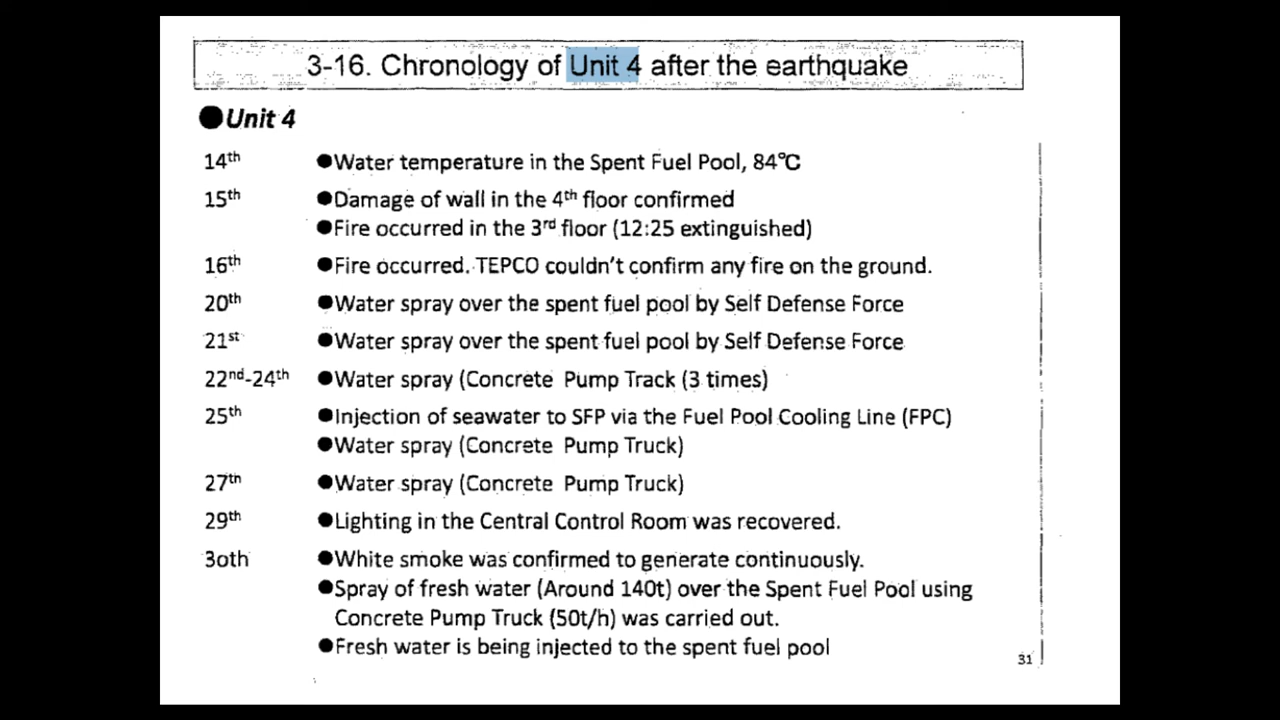 3-16. Chronology of Unit 4 after the earthquake
●Unit 4
14th ●Water temperature in the Spent Fuel Pool, 84℃
15th ●Damage of wall in the 4th floor confirmed
●Fire occurred in the 3rd floor (12:25 extinguished)
16th ●Fire occurred. TEPCO couldn't confirm any fire on the ground.
20th ●Water spray over the spent fuel pool by Self Defense Force
21st ●Water spray over the spent fuel pool by Self Defense Force
22nd-24th ●Water spray (Concrete Pump Track (3 times)
25th ●Injection of seawater to SFP via the Fuel Pool Cooling Line (FPC)
●Water spray (Concrete Pump Truck)
27th ●Water spray (Concrete Pump Truck)
29th ●Lighting in the Central Control Room was recovered.
3oth ●White smoke was confirmed to generate continuously.
●Spray of fresh water (Around 140t) over the Spent Fuel Pool using
Concrete Pump Truck (50t/h) was carried out.
●Fresh water is being injected to the spent fuel pool
31